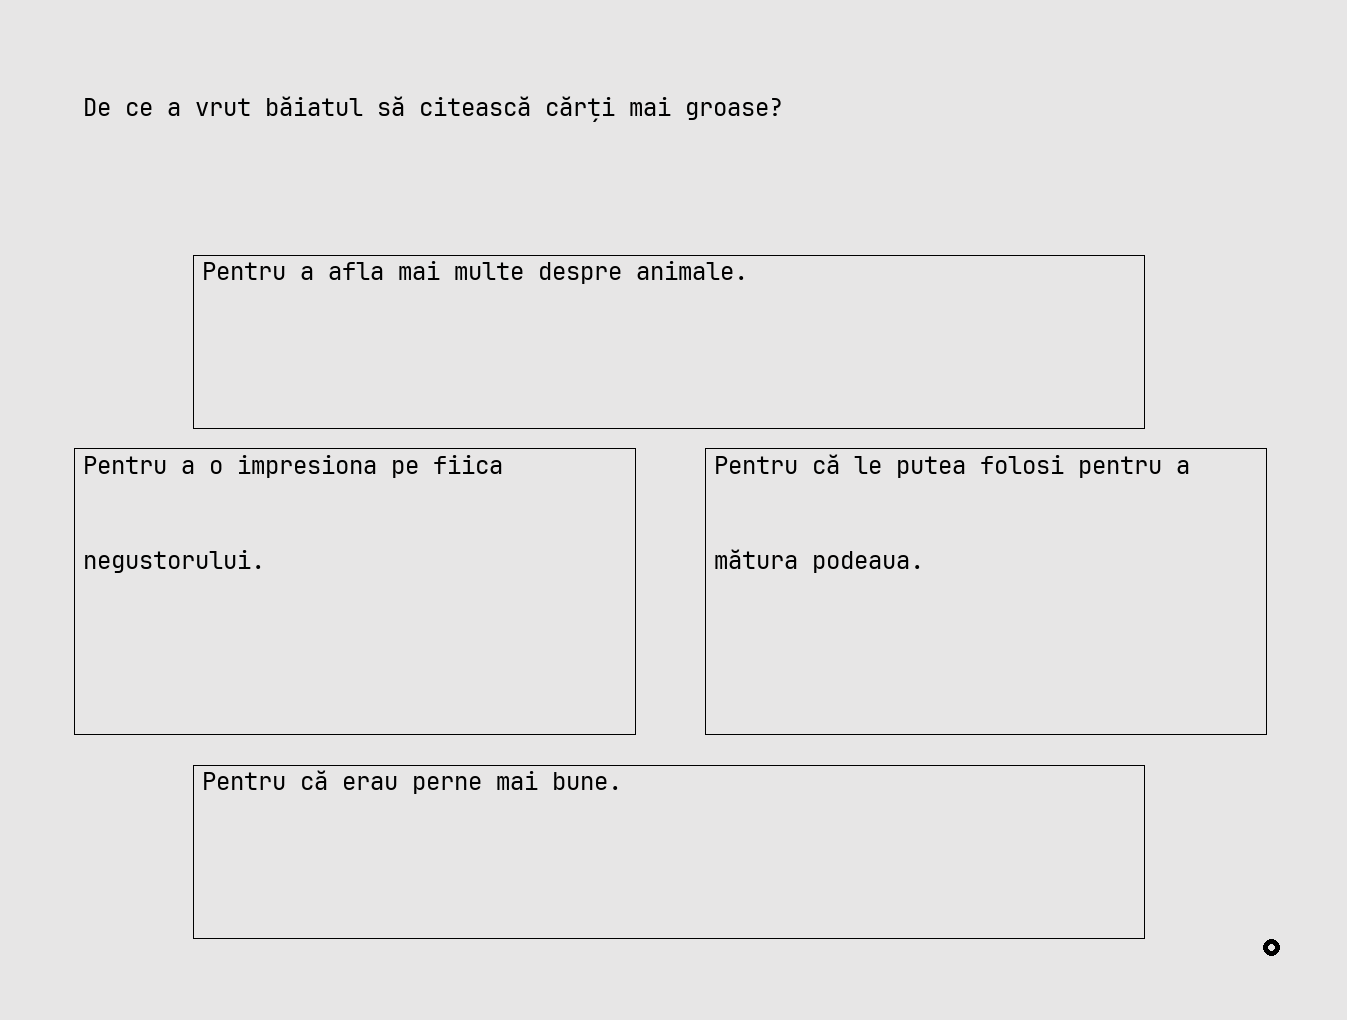 De ce a vrut băiatul să citească cărți mai groase?
Pentru a afla mai multe despre animale.
Pentru a o impresiona pe fiica
negustorului.
Pentru că le putea folosi pentru a
mătura podeaua.
Pentru că erau perne mai bune.